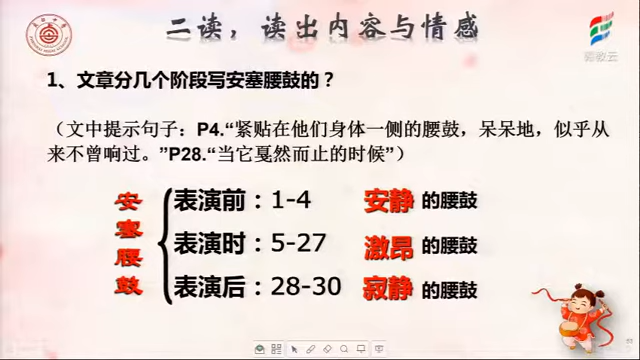 二读，读出内容与情感
1、文章分几个阶段写安塞腰鼓的？
（文中提示句子：P4.“紧贴在他们身体一侧的腰鼓，呆呆地，似乎从
来不曾响过。”P28.“当它戛然而止的时候”）
安塞腰鼓
表演前：1-4 安静的腰鼓
表演时：5-27 激昂的腰鼓
表演后：28-30 寂静的腰鼓